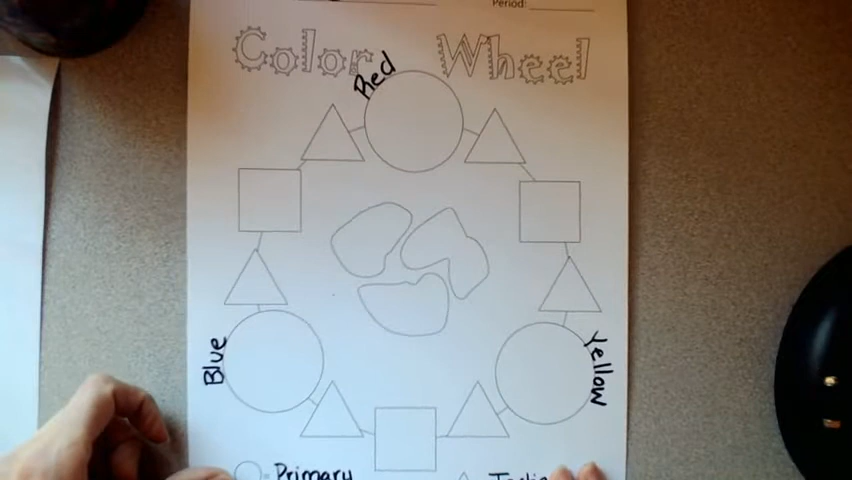 Period:
Color Wheel
Red
Blue
Yellow
= Primary